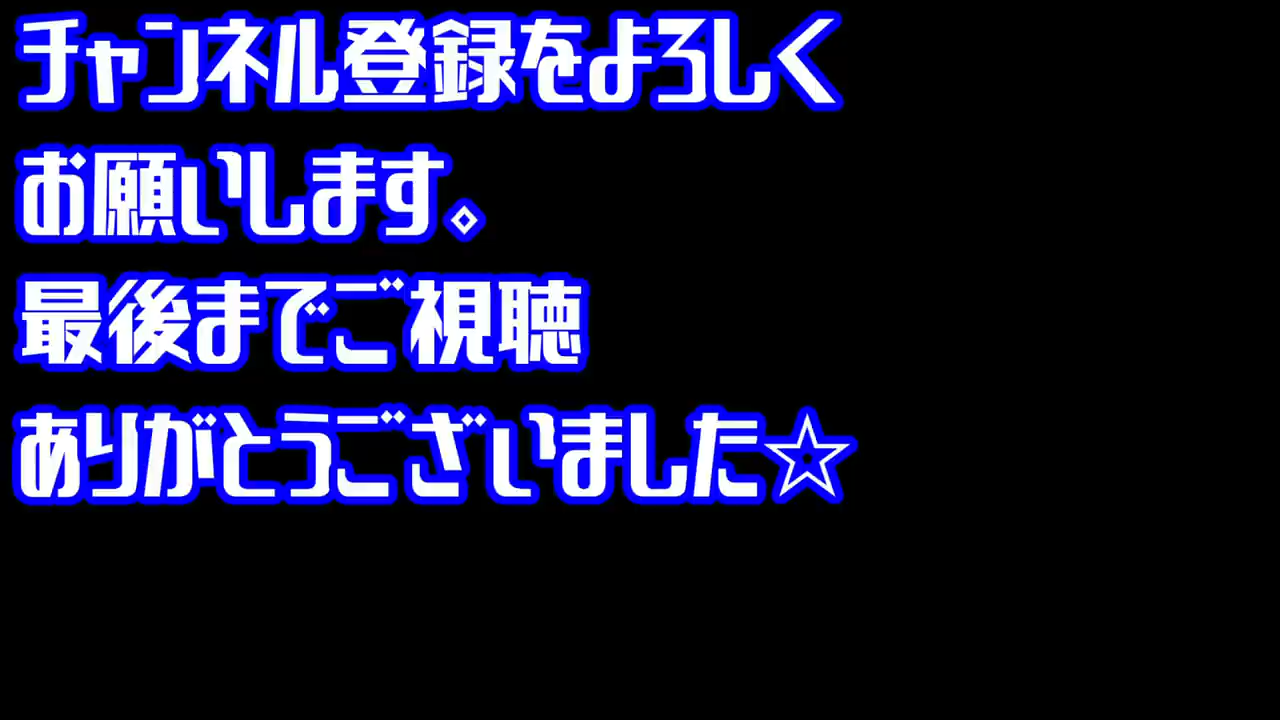 チャンネル登録をよろしく
お願いします。
最後までご視聴
ありがとうございました☆